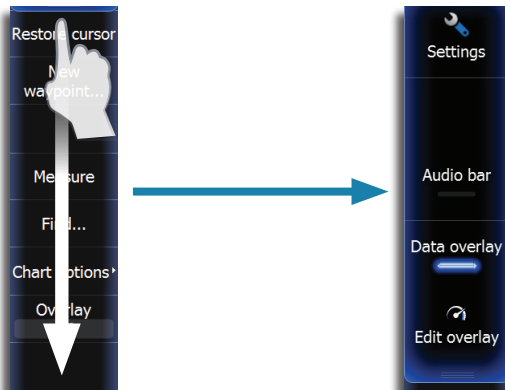 Restore cursor
New
waypoint...
Measure
Find...
Chart options
Overlay
Settings
Audio bar
Data overlay
Edit overlay